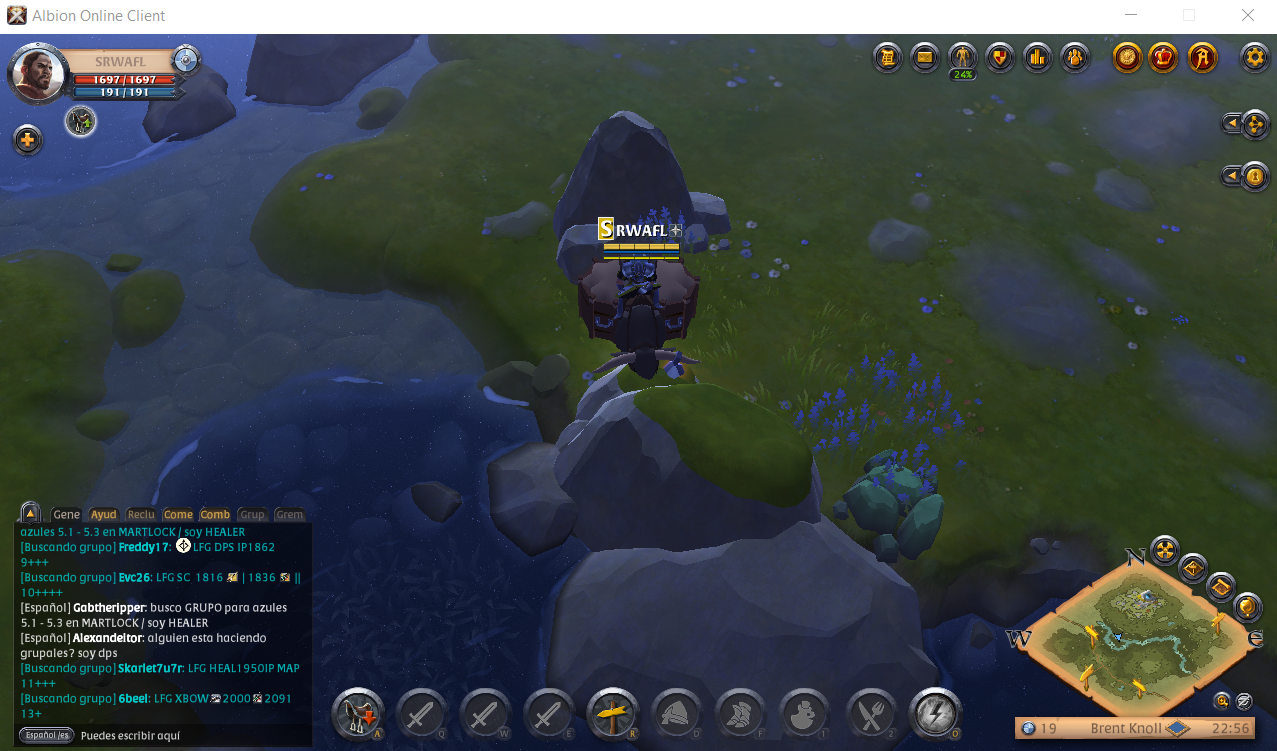 Albion Online Client
SRWAFL
1697 / 1697
191 / 191
24%
SRWAFL
Gene Ayud Reclu Come Comb Grup Grem
azules 5.1 - 5.3 en MARTLOCK / soy HEALER
[Buscando grupo] Freddy17: LFG DPS IP1862
9+++
[Buscando grupo] Evc26: LFG SC 1816 | 1836 ||
10++++
[Español] Gabtheripper: busco GRUPO para azules
5.1 - 5.3 en MARTLOCK / soy HEALER
[Español] Alexandeitor: alguien esta haciendo
grupales? soy dps
[Buscando grupo] Skarlet7u7r: LFG HEAL1950IP MAP
11+++
[Buscando grupo] 6beel: LFG XBOW 2000 2091
13+
Español /es Puedes escribir aquí
A Q W E R D F 1 2 O
N
W E
19 Brent Knoll 22:56